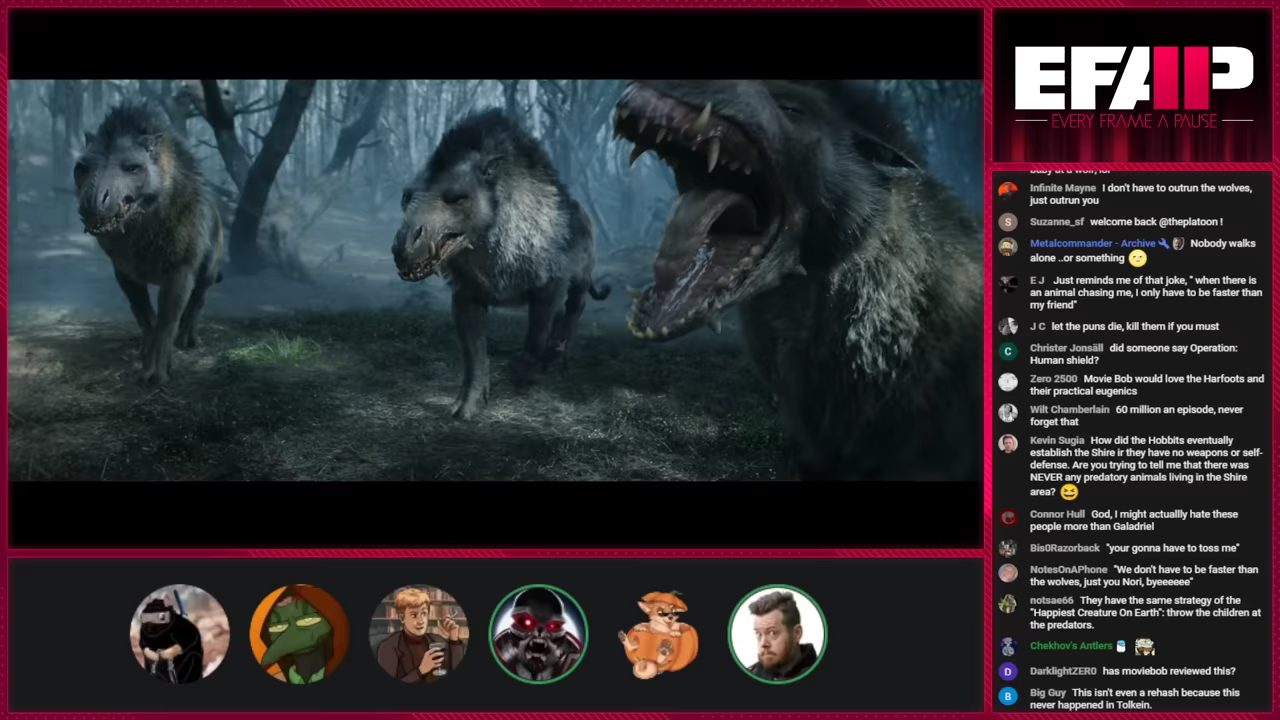 EFAP
EVERY FRAME A PAUSE
Infinite Mayne I don't have to outrun the wolves,
just outrun you
S Suzanne_sf welcome back @theplatoon !
Metalcommander - Archive Nobody walks
alone ..or something
E J Just reminds me of that joke, " when there is
an animal chasing me, I only have to be faster than
my friend"
J C let the puns die, kill them if you must
C Christer Jonsäll did someone say Operation:
Human shield?
Zero 2500 Movie Bob would love the Harfoots and
their practical eugenics
Wilt Chamberlain 60 million an episode, never
forget that
Kevin Sugia How did the Hobbits eventually
establish the Shire ir they have no weapons or self-
defense. Are you trying to tell me that there was
NEVER any predatory animals living in the Shire
area?
Connor Hull God, I might actuallly hate these
people more than Galadriel
Bis0Razorback "your gonna have to toss me"
NotesOnAPhone "We don't have to be faster than
the wolves, just you Nori, byeeeeee"
notsae66 They have the same strategy of the
"Happiest Creature On Earth": throw the children at
the predators.
Chekhov's Antlers
D DarklightZER0 has moviebob reviewed this?
B Big Guy This isn't even a rehash because this
never happened in Tolkein.